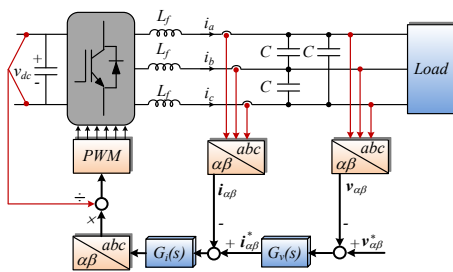 L_f i_a
L_f i_b
L_f i_c
C C
C
Load
+
v_dc
-
PWM
abc
αβ
abc
αβ
i_αβ
v_αβ
÷
×
- -
abc
αβ
G_i(s)
+ i*_αβ
G_v(s)
+ v*_αβ